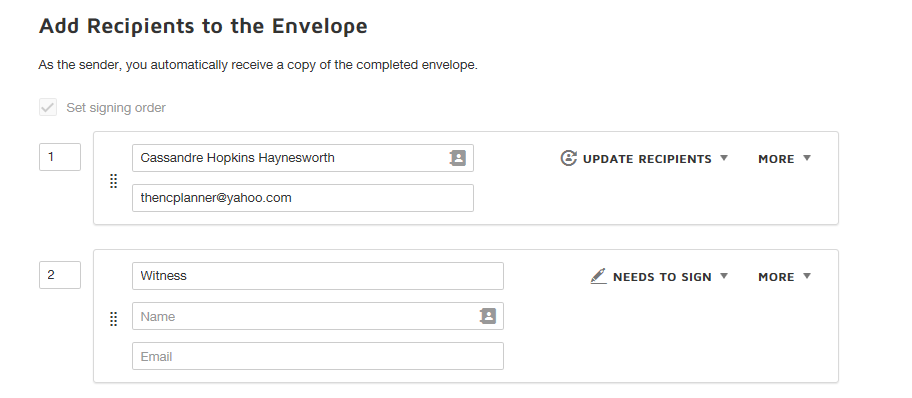 Add Recipients to the Envelope
As the sender, you automatically receive a copy of the completed envelope.
Set signing order
1
Cassandre Hopkins Haynesworth
UPDATE RECIPIENTS
MORE
thencplanner@yahoo.com
2
Witness
NEEDS TO SIGN
MORE
Name
Email